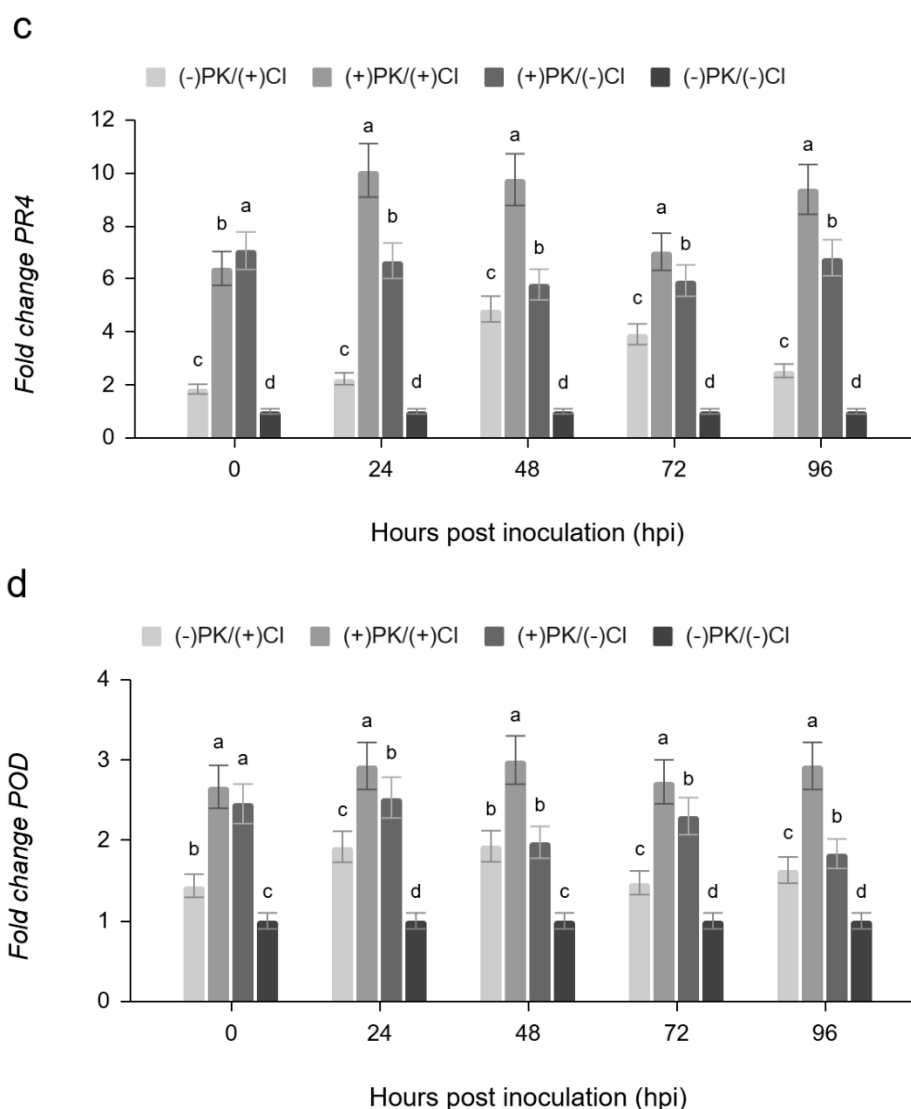 c
(-)PK/(+)Cl (+)PK/(+)Cl (+)PK/(-)Cl (-)PK/(-)Cl
Fold change PR4
12
10
8
6
4
2
0
c b a d
c a b d
c a b d
c a b d
c a b d
0 24 48 72 96
Hours post inoculation (hpi)
d
(-)PK/(+)Cl (+)PK/(+)Cl (+)PK/(-)Cl (-)PK/(-)Cl
Fold change POD
4
3
2
1
0
b a a c
c a b d
b a b c
c a b d
c a b d
0 24 48 72 96
Hours post inoculation (hpi)